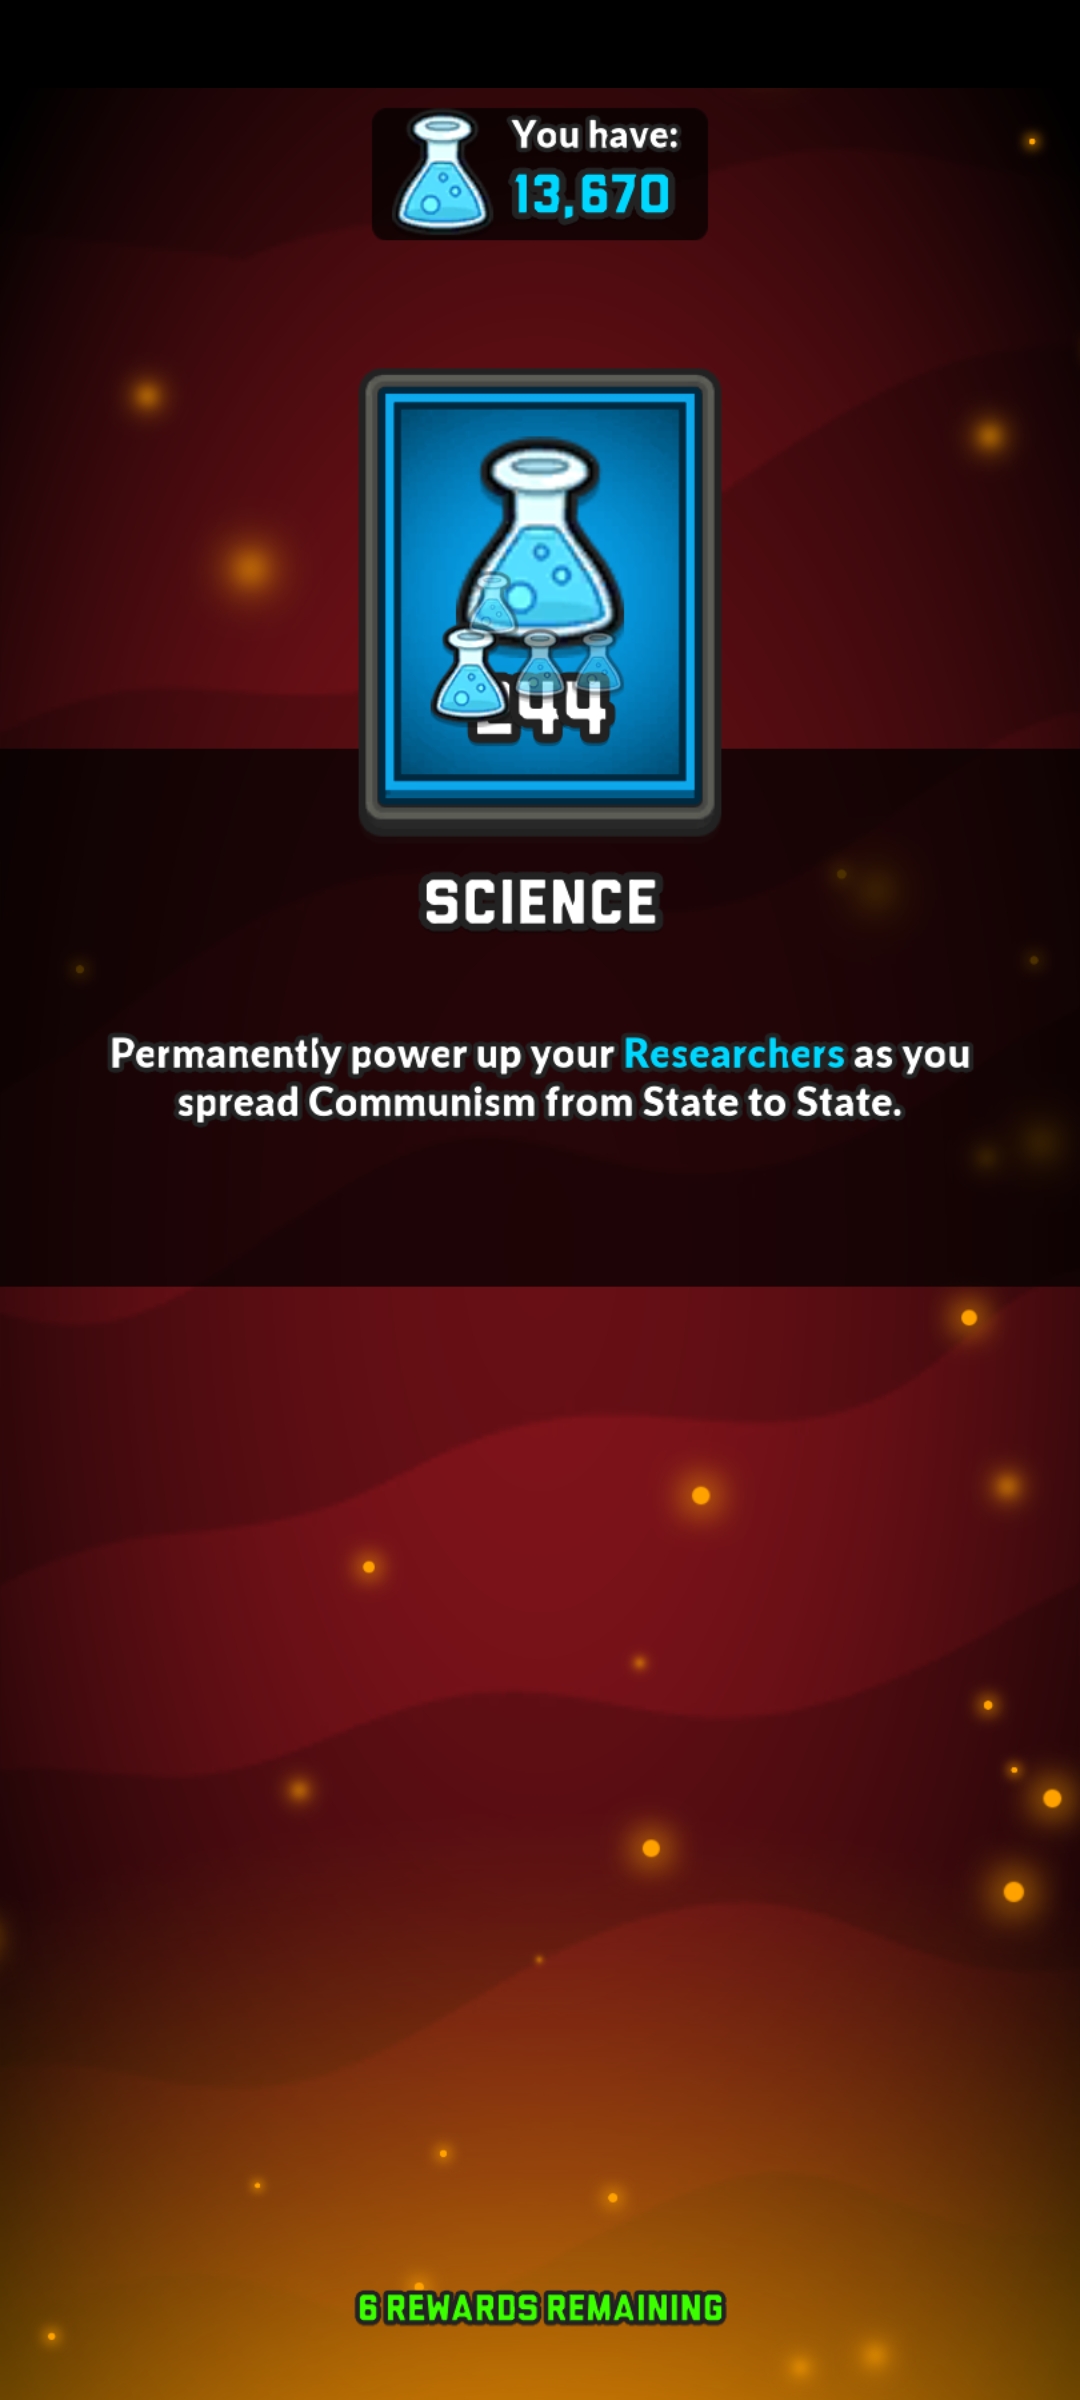 You have:
13,670
SCIENCE
Permanently power up your Researchers as you
spread Communism from State to State.
6 REWARDS REMAINING